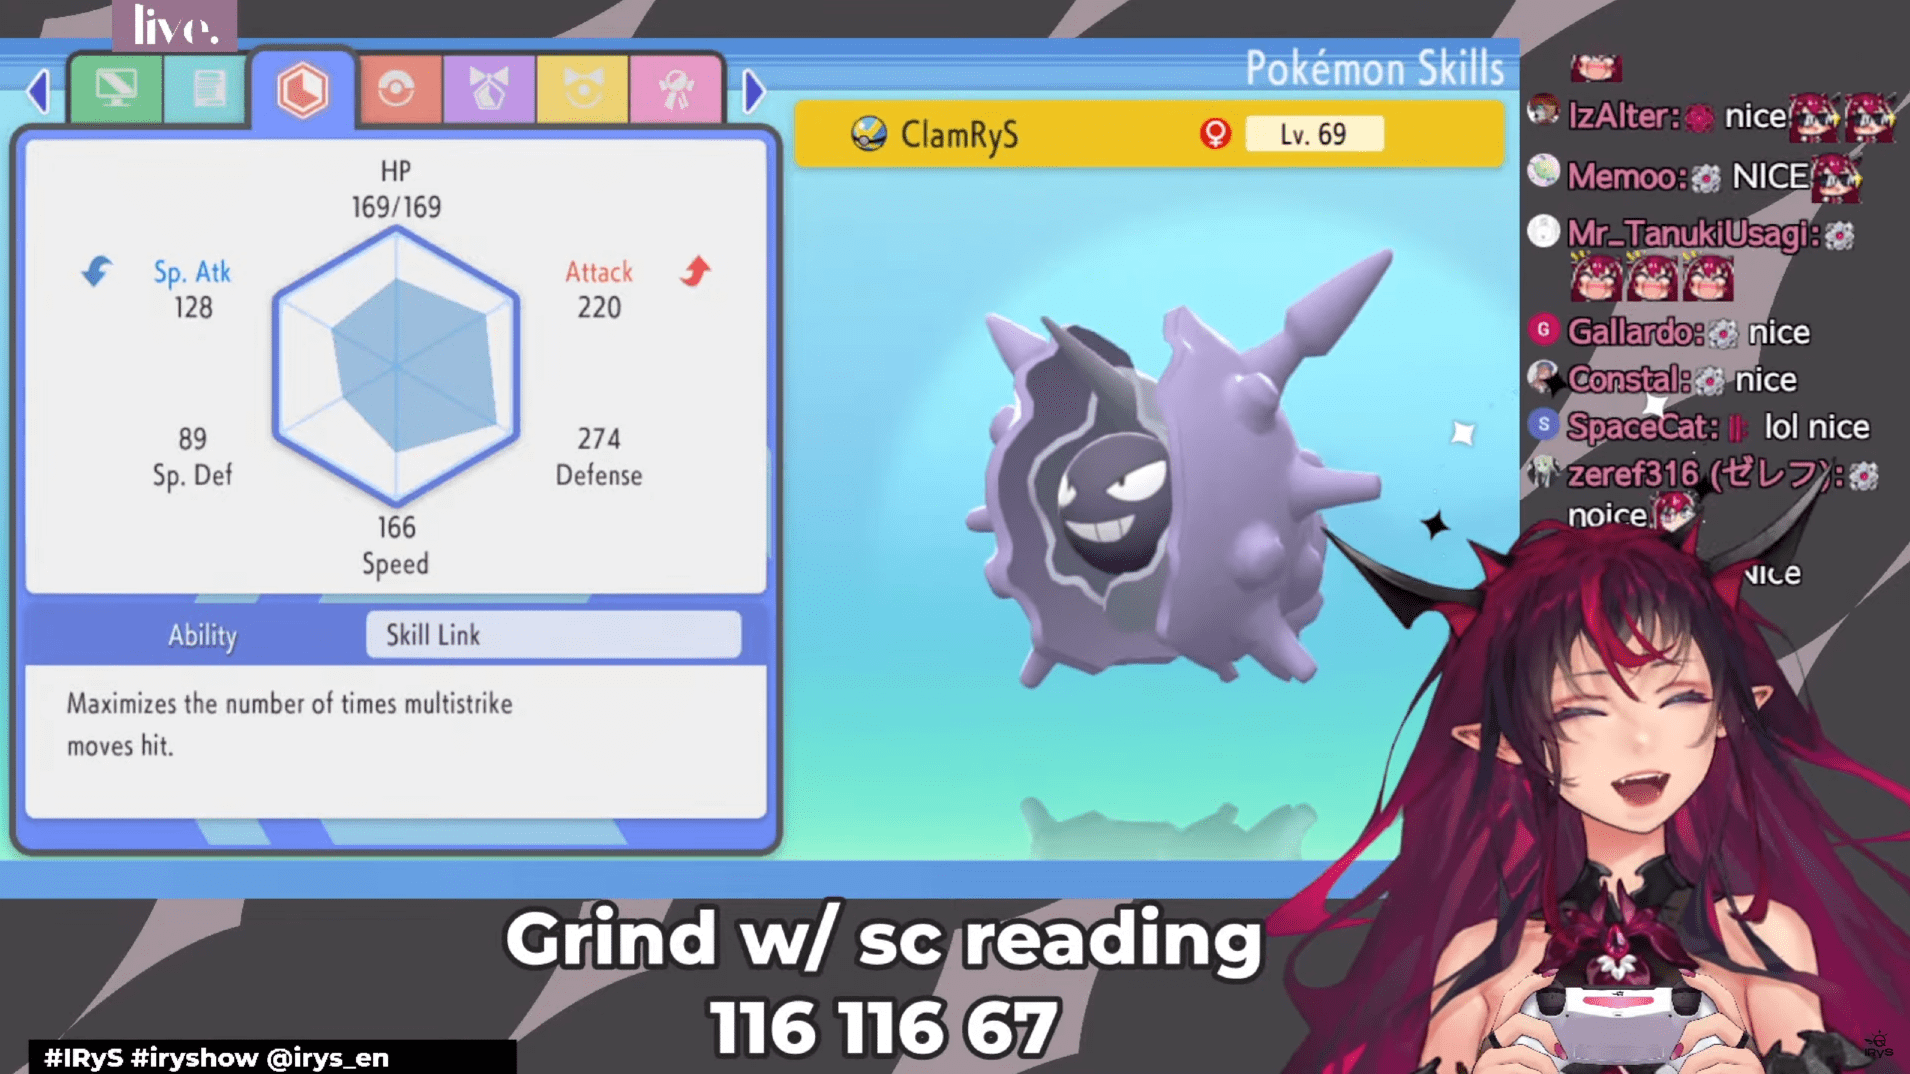 live.
Pokémon Skills
ClamRyS
Lv. 69
HP
169/169
Sp. Atk
128
Attack
220
89
Sp. Def
274
Defense
166
Speed
Ability
Skill Link
Maximizes the number of times multistrike
moves hit.
IzAlter: nice
Memoo: NICE
Mr_TanukiUsagi:
G
Gallardo: nice
Constal: nice
S
SpaceCat: lol nice
zeref316 (ゼレフ):
noice
Grind w/ sc reading
116 116 67
#IRyS #iryshow @irys_en
IRyS